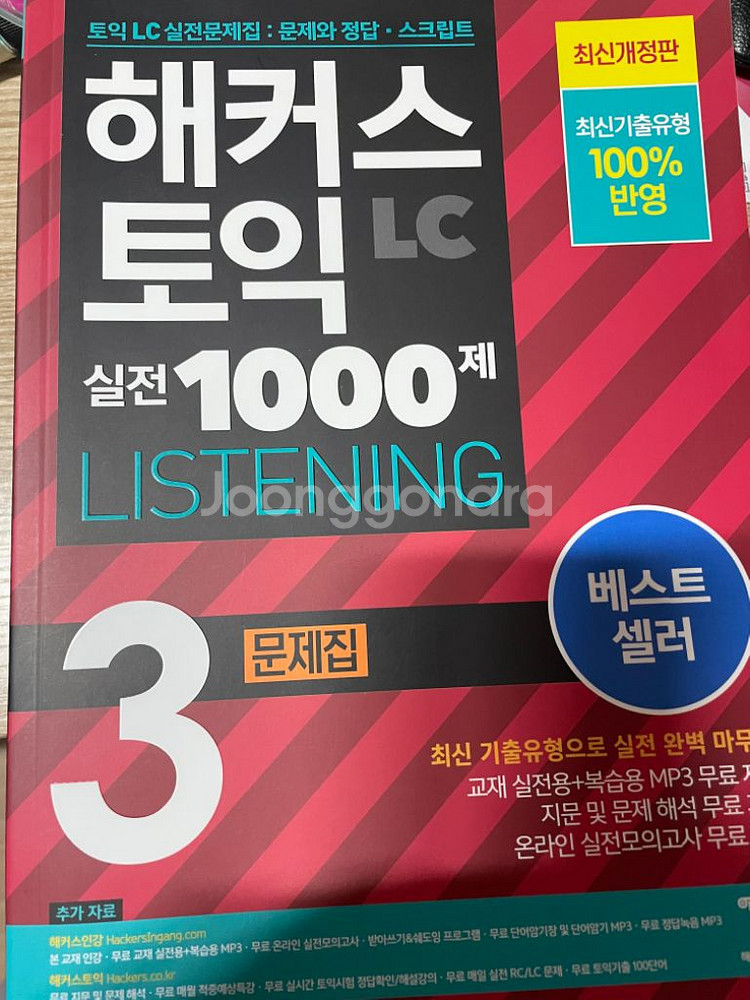 토익 LC 실전문제집 : 문제와 정답 · 스크립트
최신개정판
최신기출유형
100%
반영
해커스
토익 LC
실전 1000제
LISTENING
Joonggonara
베스트
셀러
3 문제집
최신 기출유형으로 실전 완벽 마무
교재 실전용+복습용 MP3 무료
지문 및 문제 해석 무료
온라인 실전모의고사 무료
추가 자료
해커스인강 HackersIngang.com
본 교재 인강 · 무료 교재 실전용+복습용 MP3 · 무료 온라인 실전모의고사 · 받아쓰기&쉐도잉 프로그램 · 무료 단어암기장 및 단어암기 MP3 · 무료 정답녹음 MP3
해커스토익 Hackers.co.kr
무료 지문 및 문제 해석 · 무료 매월 적중예상특강 · 무료 실시간 토익시험 정답확인/해설강의 · 무료 매일 실전 RC/LC 문제 · 무료 토익기출 100단어